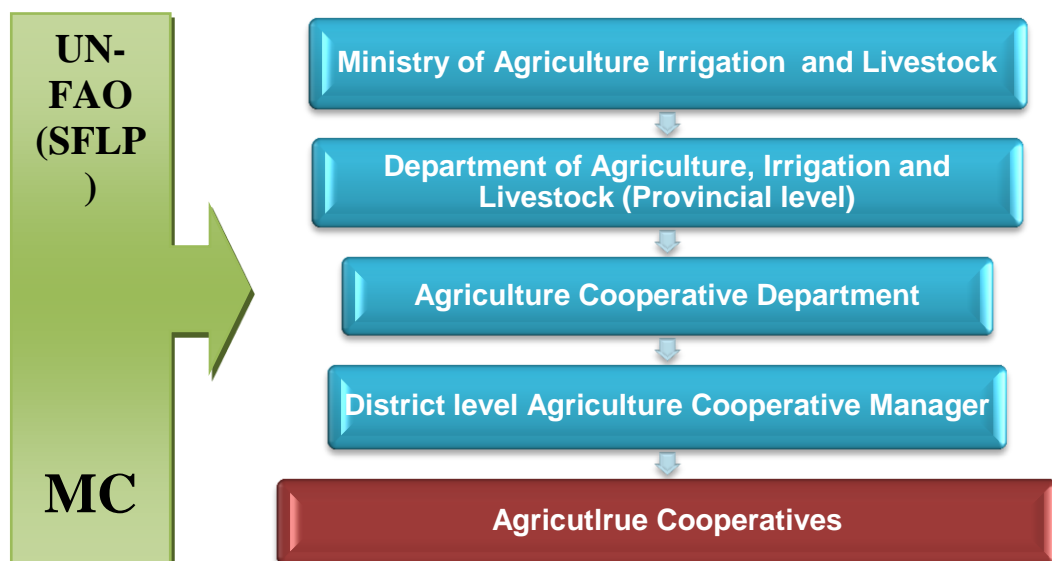 UN-
FAO
(SFLP
)
MC
Ministry of Agriculture Irrigation and Livestock
Department of Agriculture, Irrigation and
Livestock (Provincial level)
Agriculture Cooperative Department
District level Agriculture Cooperative Manager
Agricutlrue Cooperatives